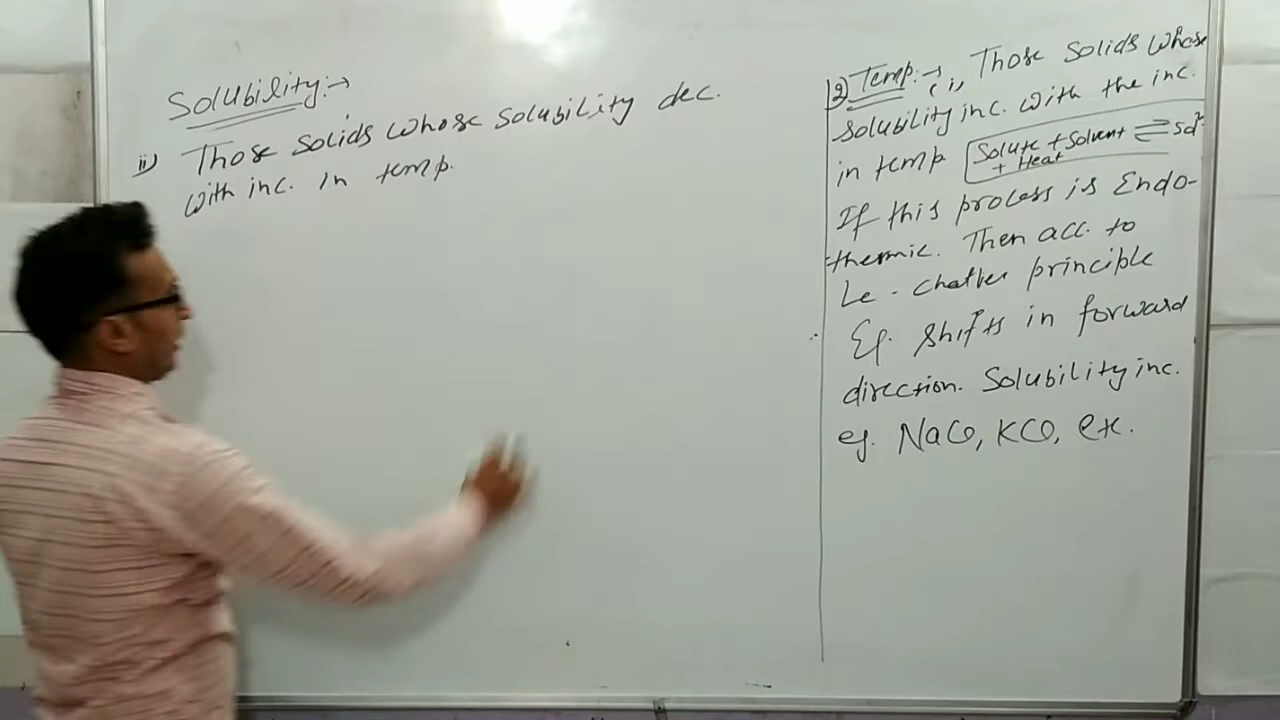 Solubility:→
ii) Those solids whose solubility dec.
with inc. in temp.
2) Temp:→ (i) Those solids whose
solubility inc. with the inc.
in temp. Solute + Solvent ⇌ Solⁿ
+ Heat
If this process is Endo-
thermic. Then acc. to
Le-Chatlier principle
Eq. shifts in forward
direction. Solubility inc.
eg. NaCl, KCl, etc.